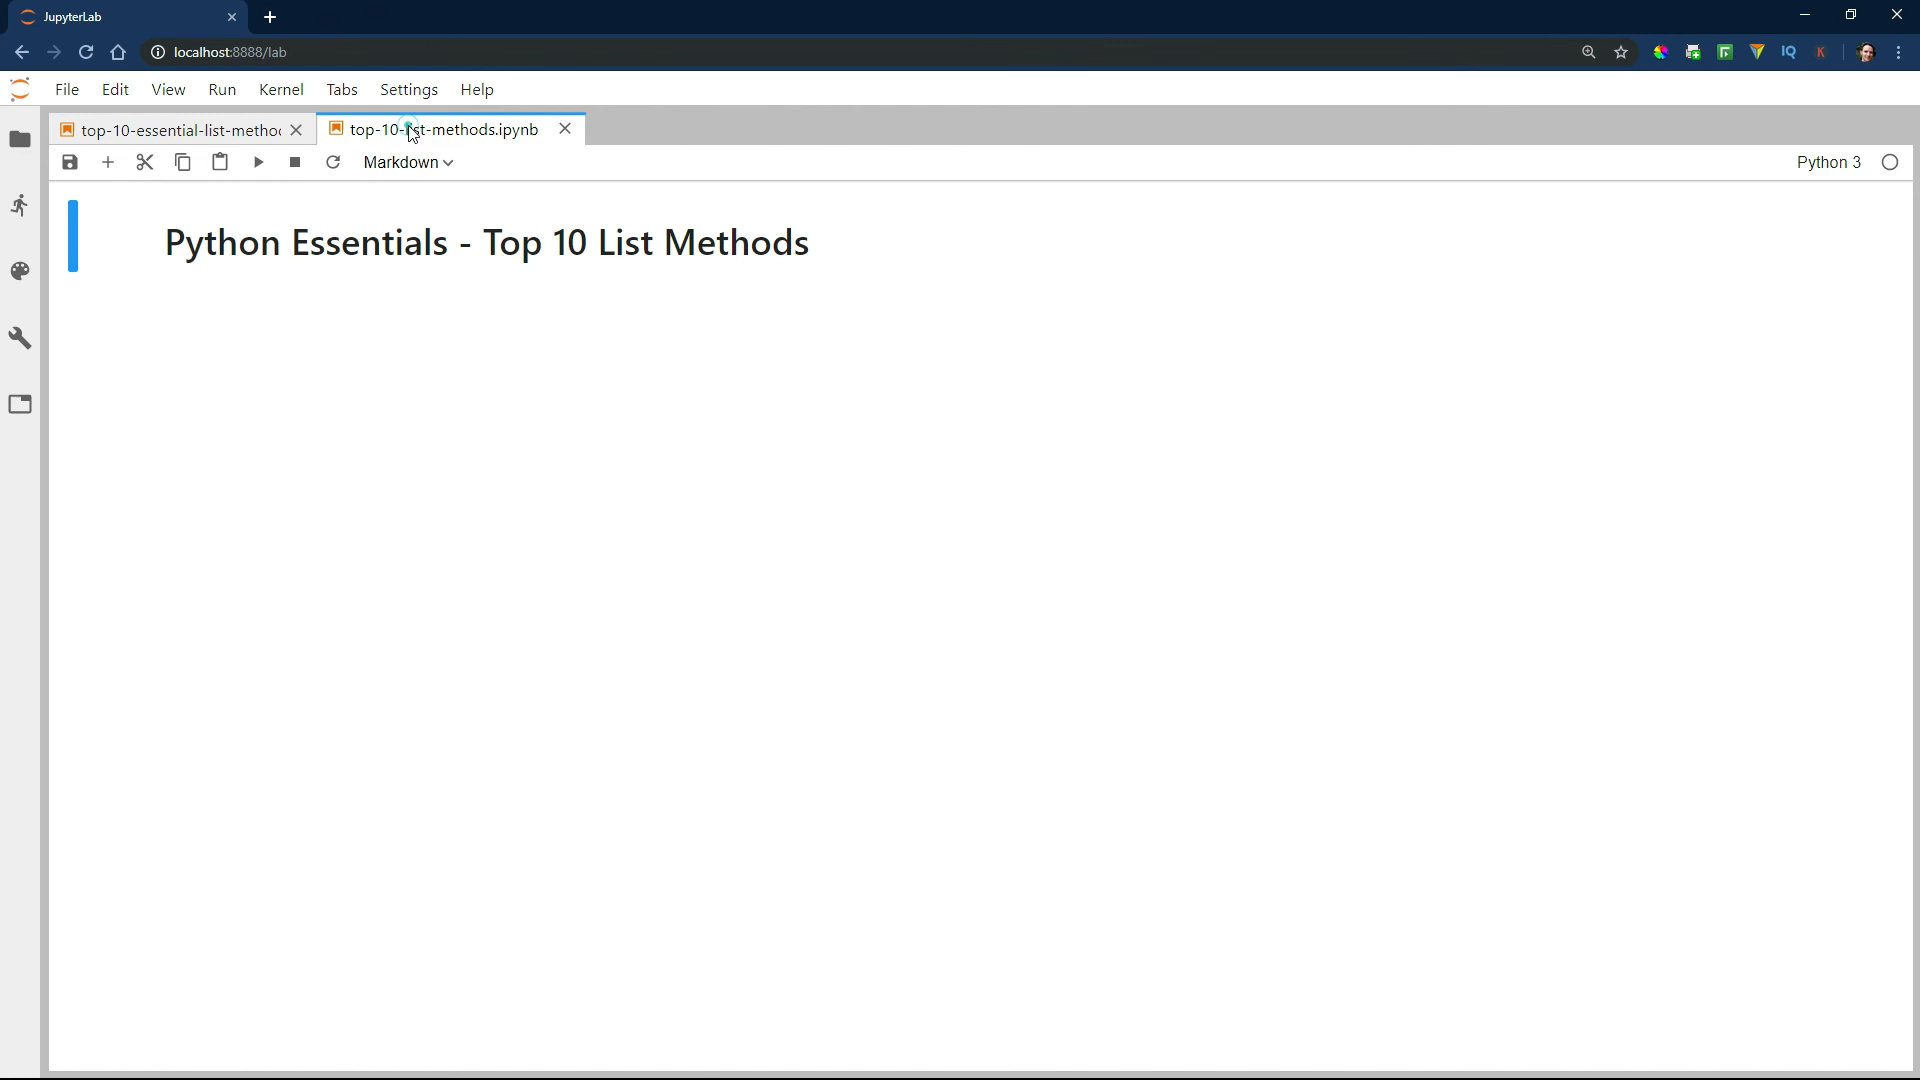 JupyterLab
localhost:8888/lab
IQ
K
File Edit View Run Kernel Tabs Settings Help
top-10-essential-list-metho top-10-list-methods.ipynb
Markdown Python 3
Python Essentials - Top 10 List Methods